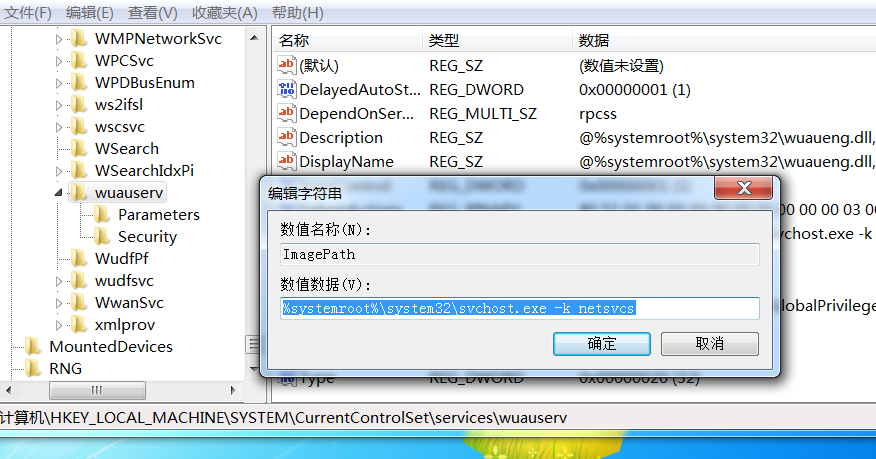 文件(F) 编辑(E) 查看(V) 收藏夹(A) 帮助(H)
WMPNetworkSvc
WPCSvc
WPDBusEnum
ws2ifsl
wscsvc
WSearch
WSearchIdxPi
wuauserv
Parameters
Security
WudfPf
wudfsvc
WwanSvc
xmlprov
MountedDevices
RNG
名称 类型 数据
(默认) REG_SZ (数值未设置)
DelayedAutoSt... REG_DWORD 0x00000001 (1)
DependOnSer... REG_MULTI_SZ rpcss
Description REG_SZ @%systemroot%\system32\wuaueng.dll,
DisplayName REG_SZ @%systemroot%\system32\wuaueng.dll,
00 00 00 03 00
vchost.exe -k
obalPrivilege
Type REG_DWORD 0x00000020 (32)
编辑字符串
数值名称(N):
ImagePath
数值数据(V):
%systemroot%\system32\svchost.exe -k netsvcs
确定 取消
计算机\HKEY_LOCAL_MACHINE\SYSTEM\CurrentControlSet\services\wuauserv